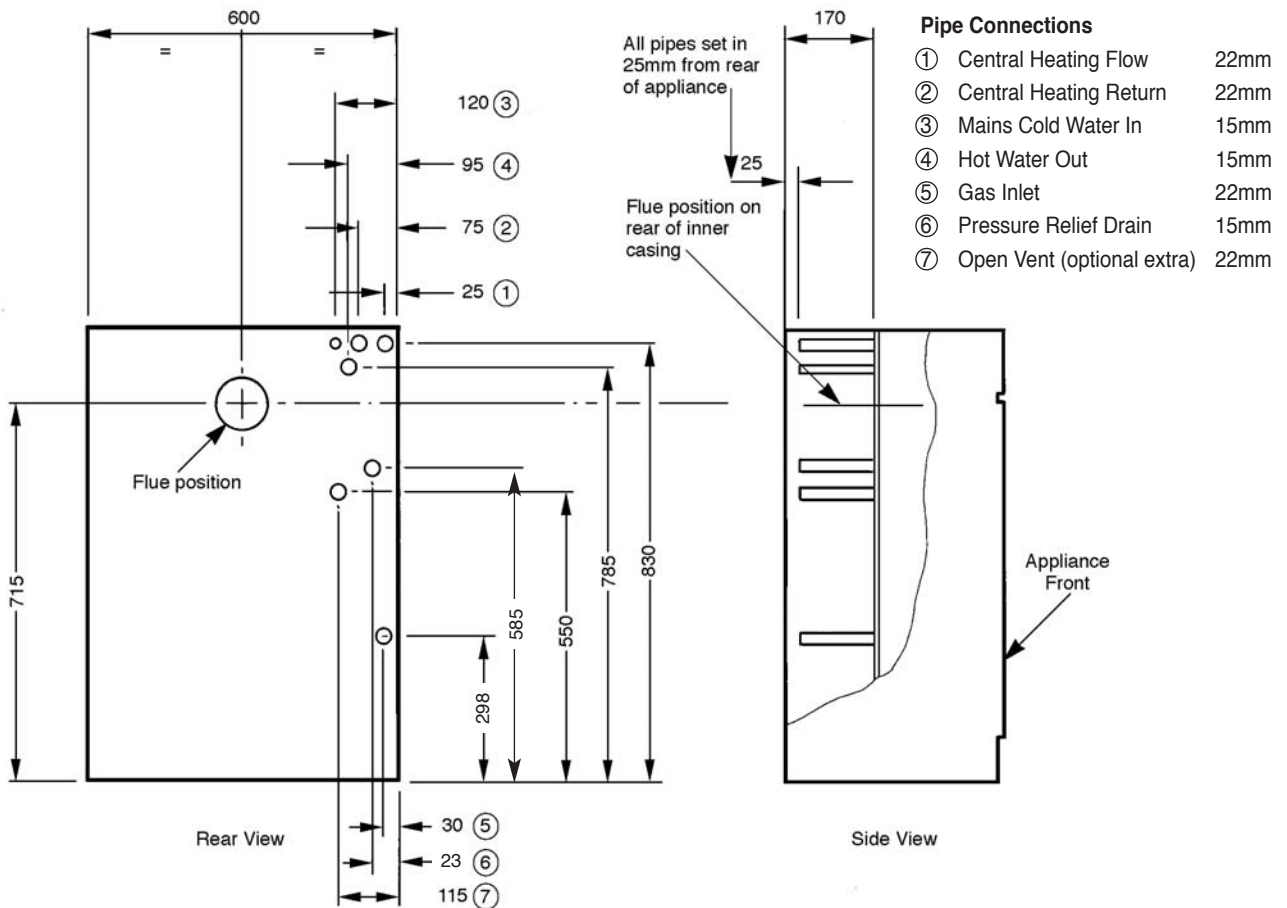 600
=
=
120 ③
95 ④
75 ②
25 ①
Flue position
715
298
585
550
785
830
30 ⑤
23 ⑥
115 ⑦
Rear View
All pipes set in
25mm from rear
of appliance
170
25
Flue position on
rear of inner
casing
Appliance
Front
Side View
Pipe Connections
① Central Heating Flow 22mm
② Central Heating Return 22mm
③ Mains Cold Water In 15mm
④ Hot Water Out 15mm
⑤ Gas Inlet 22mm
⑥ Pressure Relief Drain 15mm
⑦ Open Vent (optional extra) 22mm